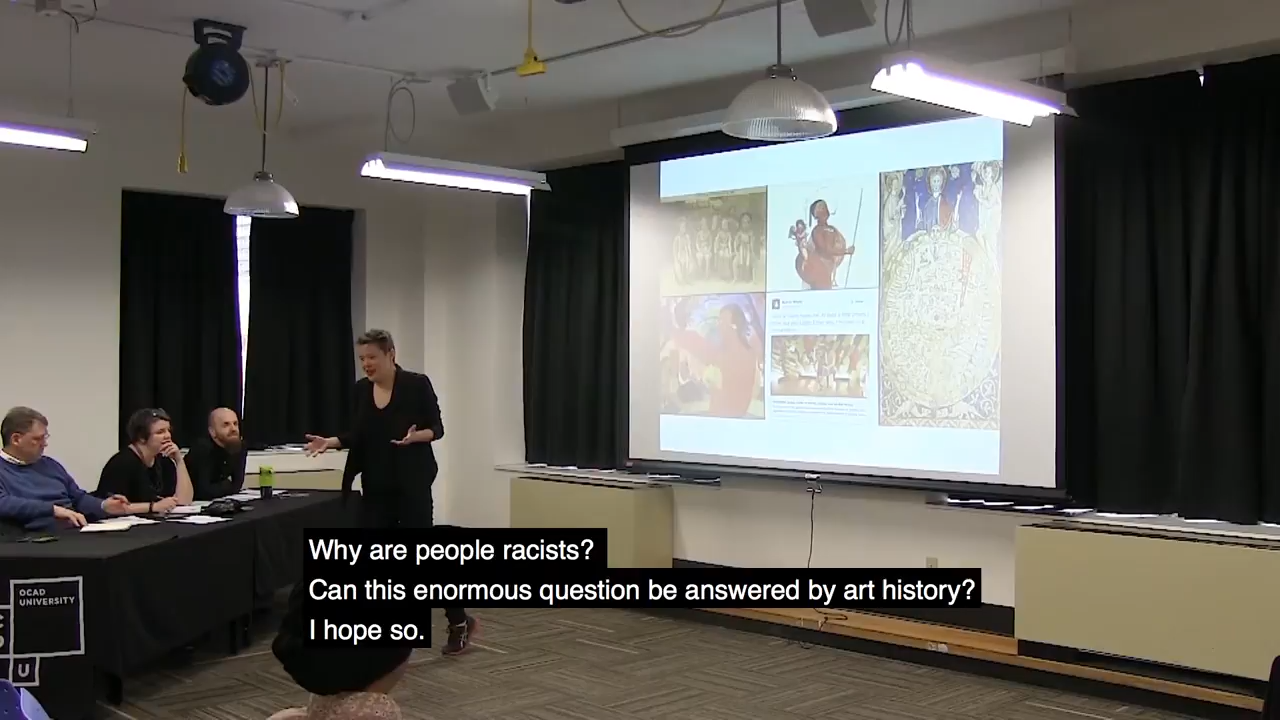 Why are people racists?
Can this enormous question be answered by art history?
I hope so.
OCAD
UNIVERSITY
U